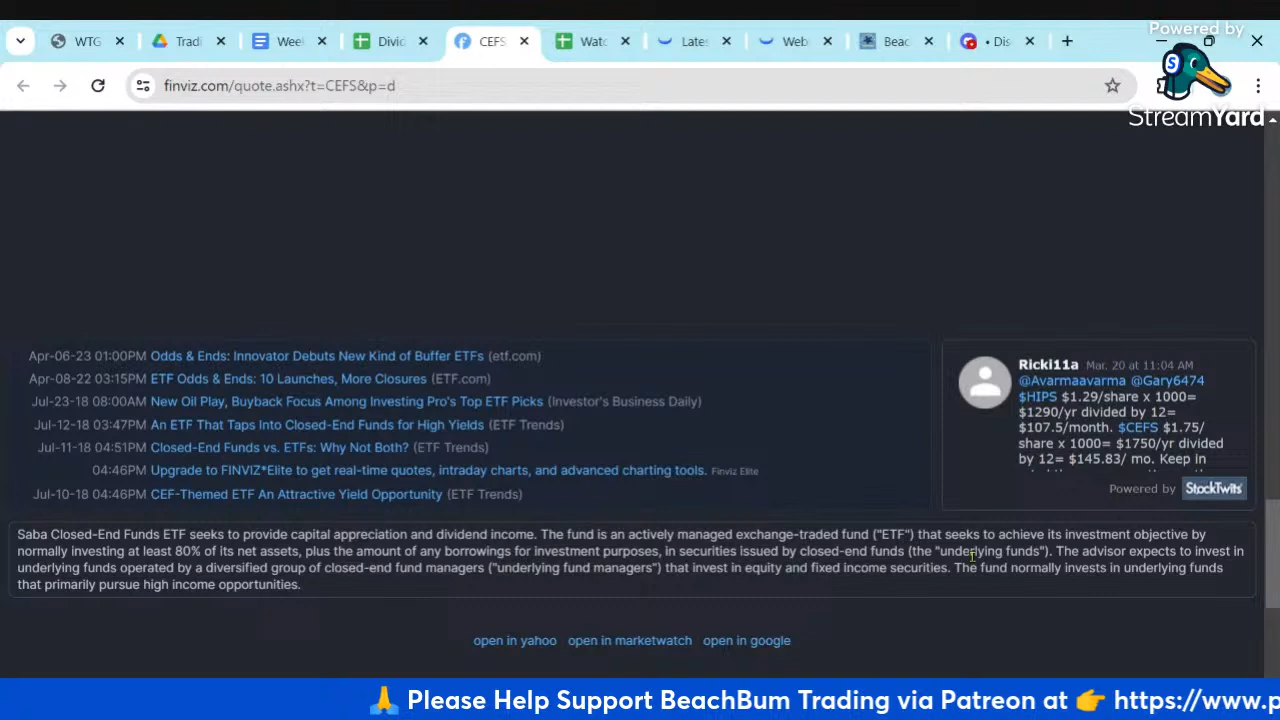 Powered by
WTG
Tradi
Weel
Divic
CEFS
Watc
Lates
Web
Beac
• Dis
finviz.com/quote.ashx?t=CEFS&p=d
StreamYard
Apr-06-23 01:00PM Odds & Ends: Innovator Debuts New Kind of Buffer ETFs (etf.com)
Apr-08-22 03:15PM ETF Odds & Ends: 10 Launches, More Closures (ETF.com)
Jul-23-18 08:00AM New Oil Play, Buyback Focus Among Investing Pro's Top ETF Picks (Investor's Business Daily)
Jul-12-18 03:47PM An ETF That Taps Into Closed-End Funds for High Yields (ETF Trends)
Jul-11-18 04:51PM Closed-End Funds vs. ETFs: Why Not Both? (ETF Trends)
04:46PM Upgrade to FINVIZ*Elite to get real-time quotes, intraday charts, and advanced charting tools. Finviz Elite
Jul-10-18 04:46PM CEF-Themed ETF An Attractive Yield Opportunity (ETF Trends)
Ricki11a Mar. 20 at 11:04 AM
@Avarmaavarma @Gary6474
$HIPS $1.29/share x 1000=
$1290/yr divided by 12=
$107.5/month. $CEFS $1.75/
share x 1000= $1750/yr divided
by 12= $145.83/ mo. Keep in
Powered by StockTwits
Saba Closed-End Funds ETF seeks to provide capital appreciation and dividend income. The fund is an actively managed exchange-traded fund ("ETF") that seeks to achieve its investment objective by
normally investing at least 80% of its net assets, plus the amount of any borrowings for investment purposes, in securities issued by closed-end funds (the "underlying funds"). The advisor expects to invest in
underlying funds operated by a diversified group of closed-end fund managers ("underlying fund managers") that invest in equity and fixed income securities. The fund normally invests in underlying funds
that primarily pursue high income opportunities.
open in yahoo open in marketwatch open in google
🙏 Please Help Support BeachBum Trading via Patreon at 👉 https://www.p